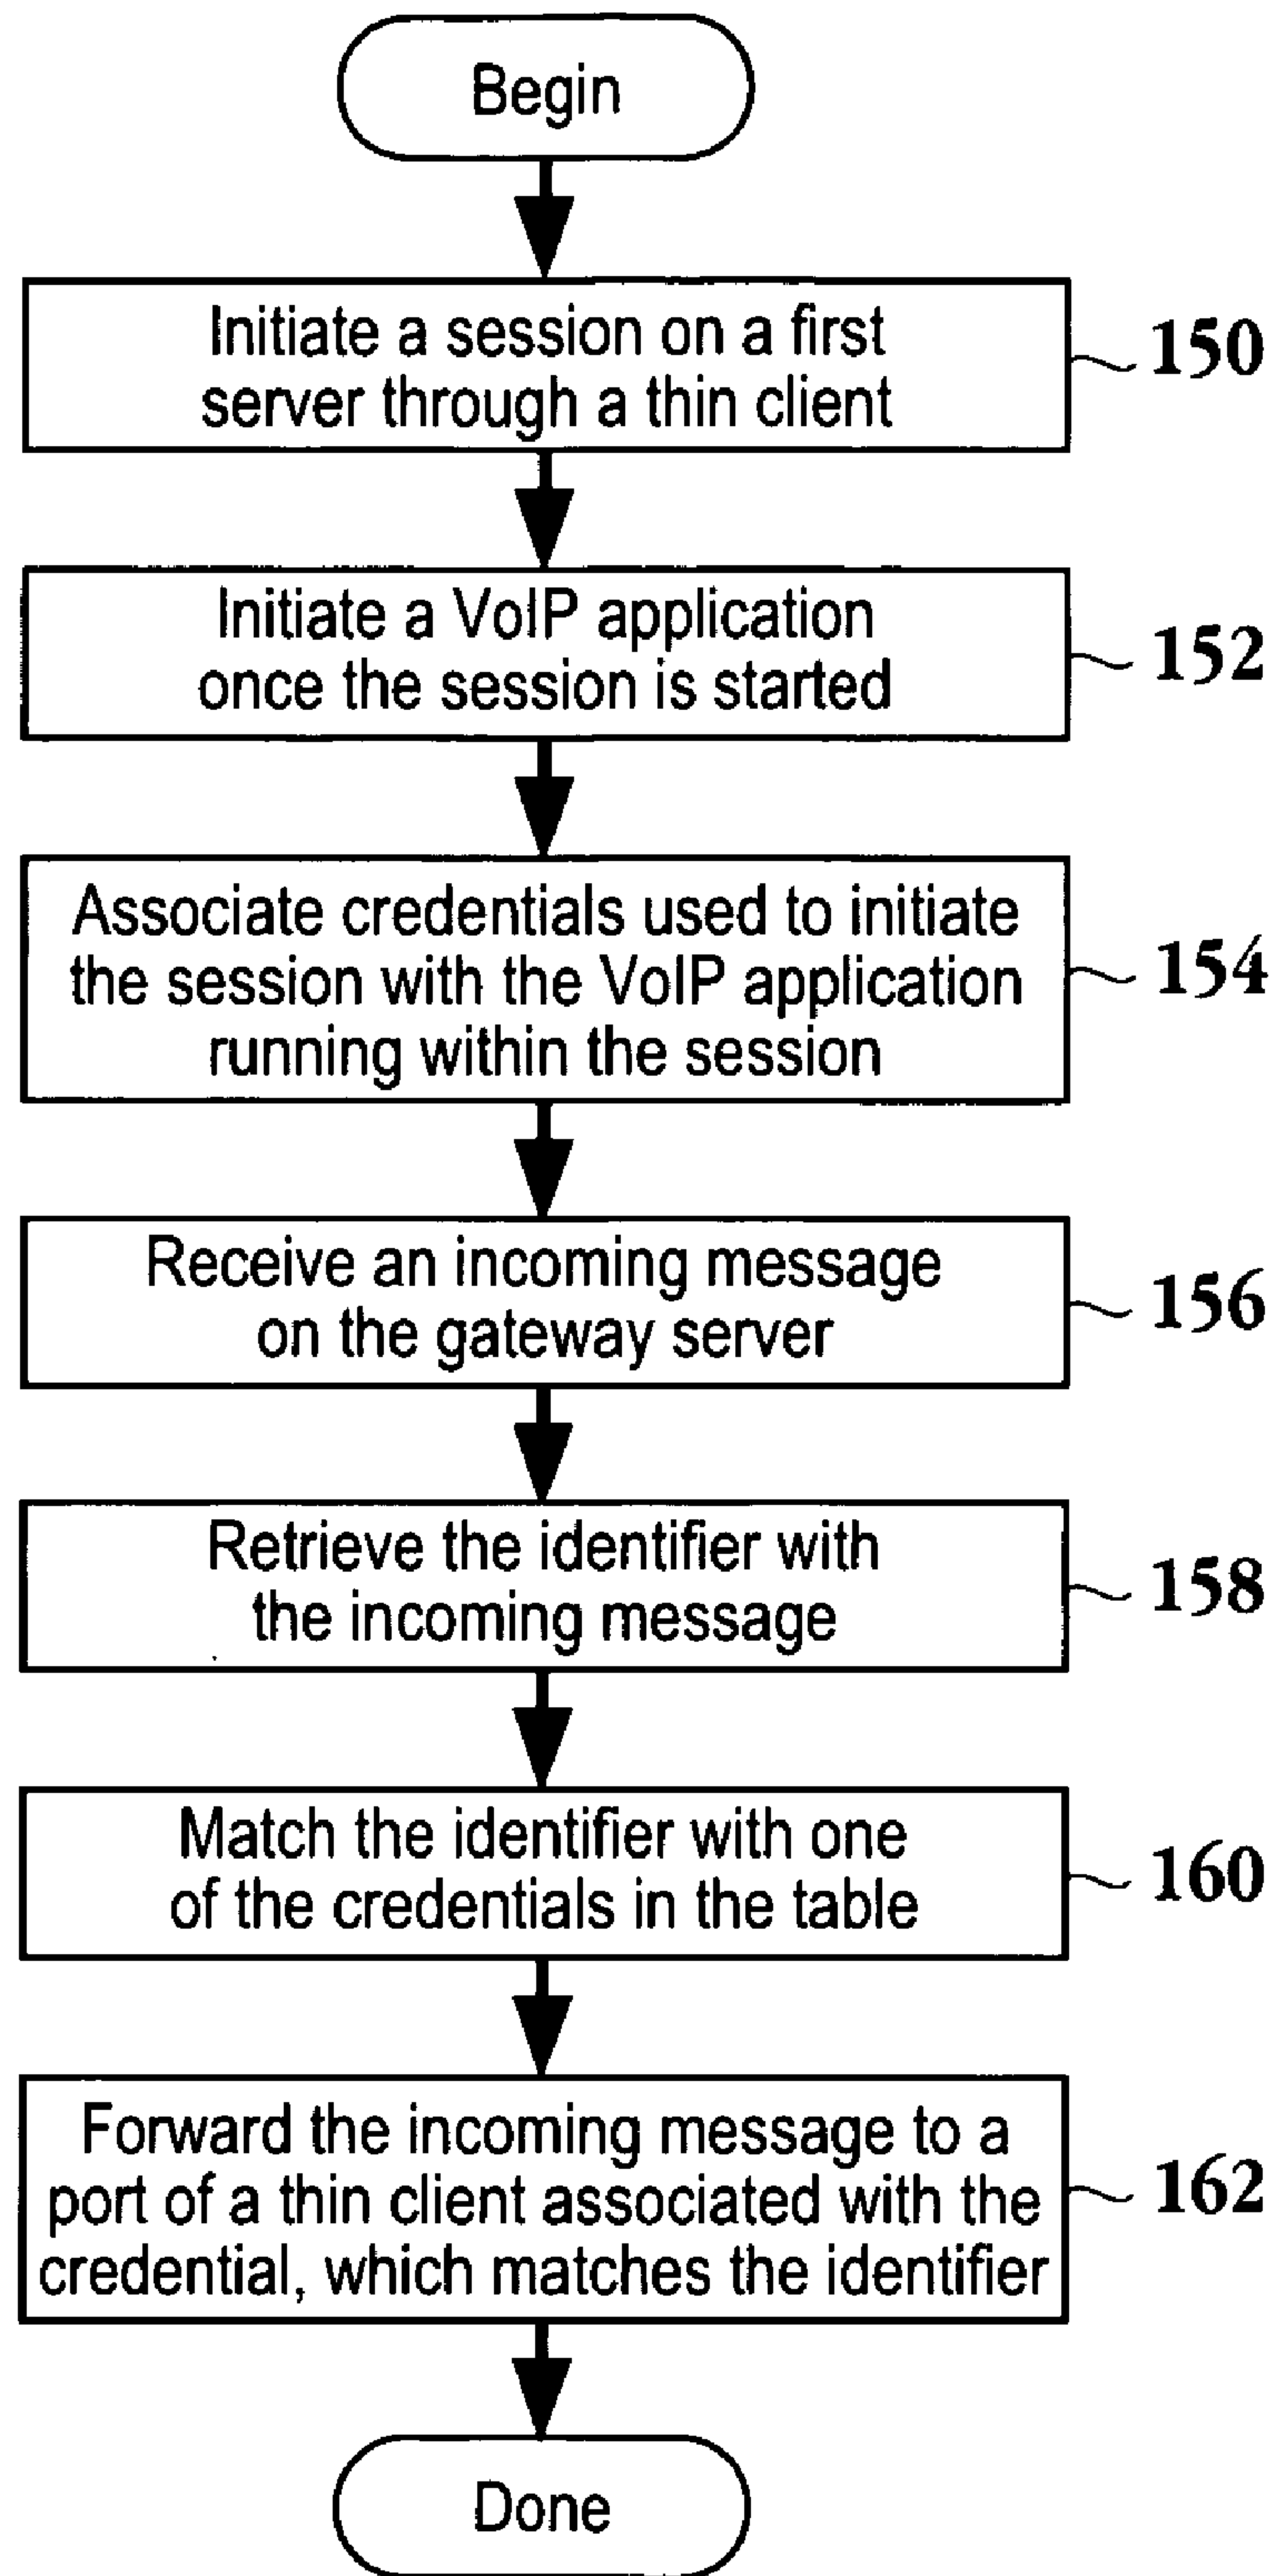 Begin
Initiate a session on a first
server through a thin client
150
Initiate a VoIP application
once the session is started
152
Associate credentials used to initiate
the session with the VoIP application
running within the session
154
Receive an incoming message
on the gateway server
156
Retrieve the identifier with
the incoming message
158
Match the identifier with one
of the credentials in the table
160
Forward the incoming message to a
port of a thin client associated with the
credential, which matches the identifier
162
Done